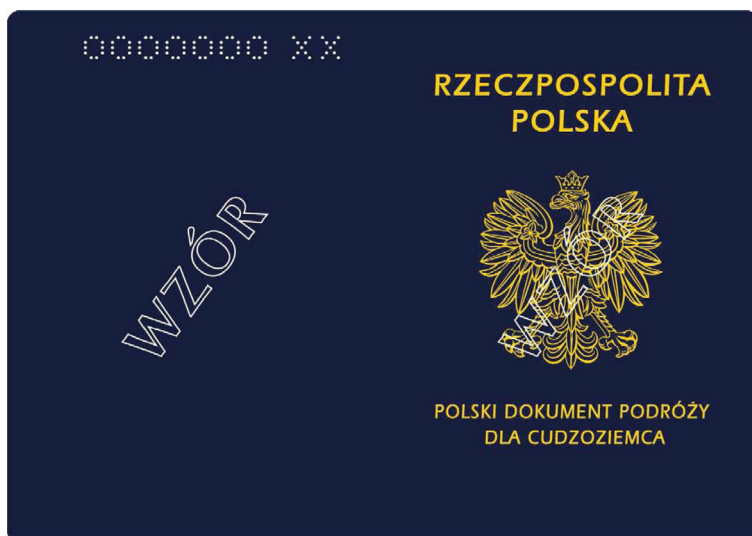 0000000 XX
WZÓR
RZECZPOSPOLITA
POLSKA
WZÓR
POLSKI DOKUMENT PODRÓŻY
DLA CUDZOZIEMCA